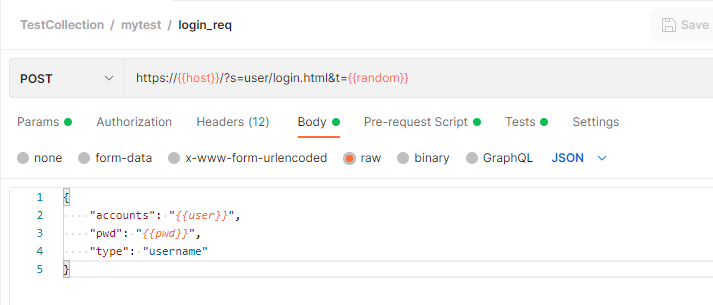 TestCollection / mytest / login_req Save
POST https://{{host}}/?s=user/login.html&t={{random}}
Params Authorization Headers (12) Body Pre-request Script Tests Settings
none form-data x-www-form-urlencoded raw binary GraphQL JSON
1 {
2 "accounts": "{{user}}",
3 "pwd": "{{pwd}}",
4 "type": "username"
5 }